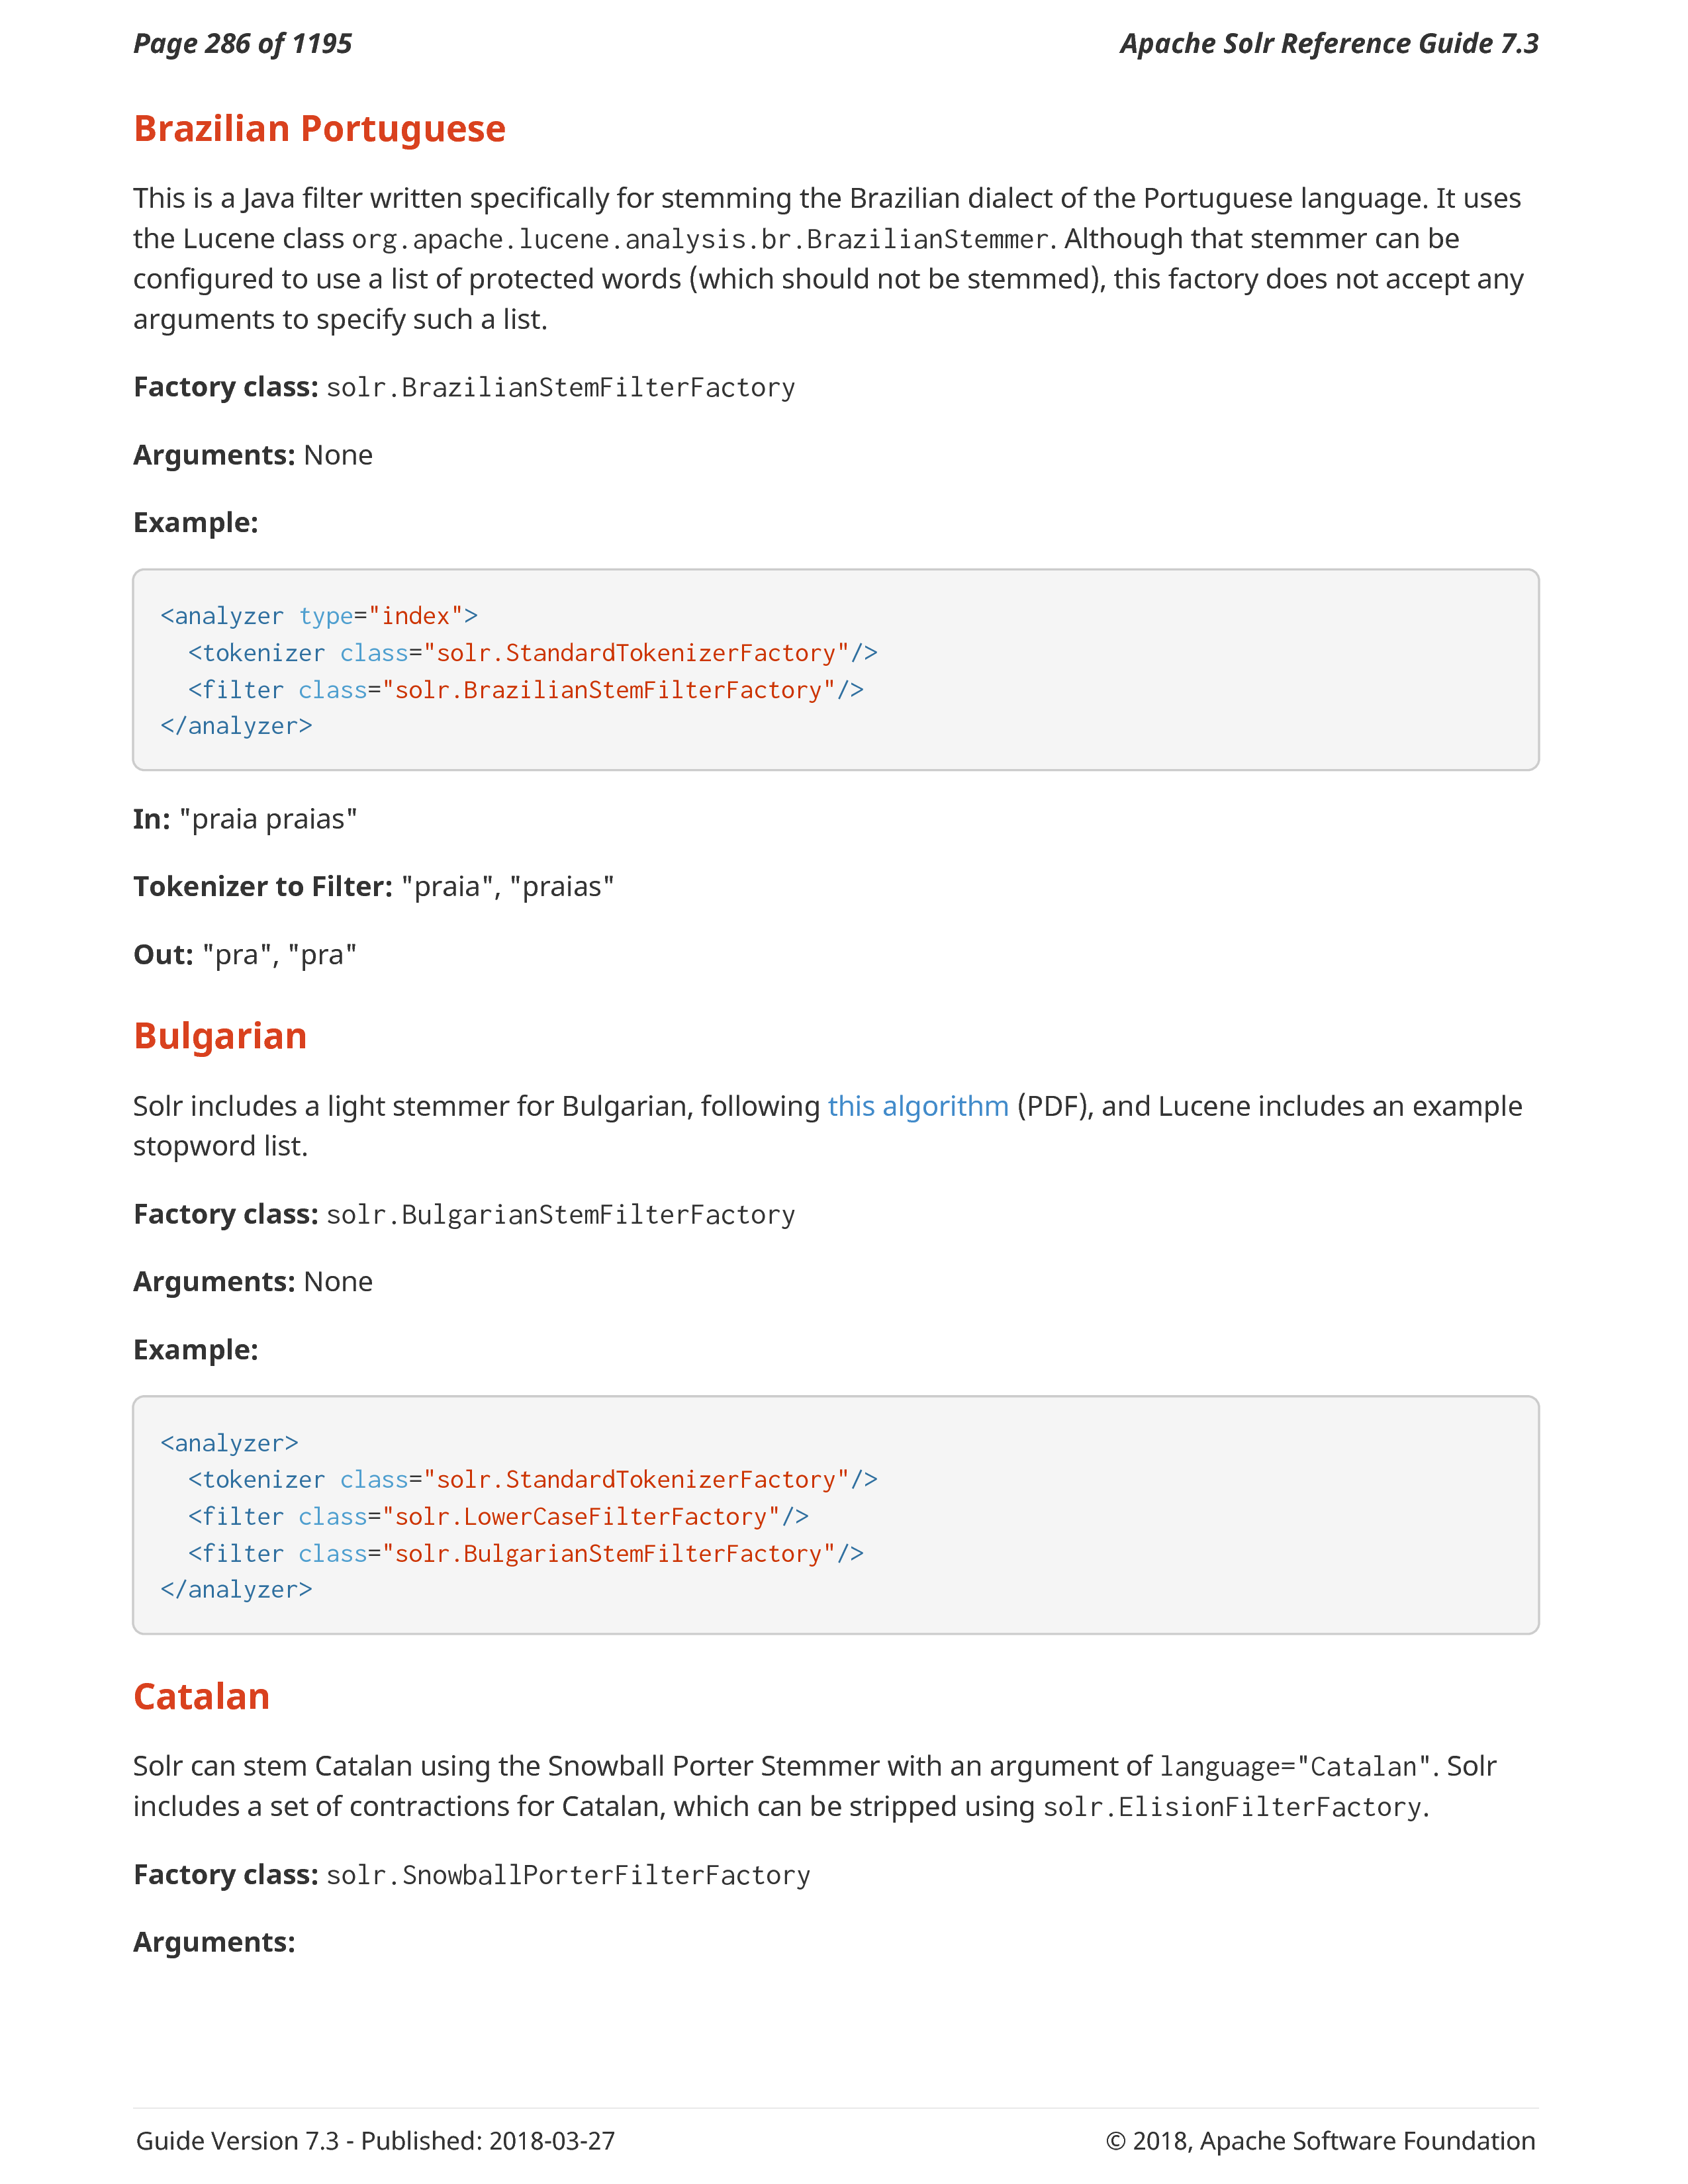 Page 286 of 1195
Apache Solr Reference Guide 7.3
Brazilian Portuguese
This is a Java filter written specifically for stemming the Brazilian dialect of the Portuguese language. It uses
the Lucene class org.apache.lucene.analysis.br.BrazilianStemmer. Although that stemmer can be
configured to use a list of protected words (which should not be stemmed), this factory does not accept any
arguments to specify such a list.
Factory class: solr.BrazilianStemFilterFactory
Arguments: None
Example:
<analyzer type="index">
  <tokenizer class="solr.StandardTokenizerFactory"/>
  <filter class="solr.BrazilianStemFilterFactory"/>
</analyzer>
In: "praia praias"
Tokenizer to Filter: "praia", "praias"
Out: "pra", "pra"
Bulgarian
Solr includes a light stemmer for Bulgarian, following this algorithm (PDF), and Lucene includes an example
stopword list.
Factory class: solr.BulgarianStemFilterFactory
Arguments: None
Example:
<analyzer>
  <tokenizer class="solr.StandardTokenizerFactory"/>
  <filter class="solr.LowerCaseFilterFactory"/>
  <filter class="solr.BulgarianStemFilterFactory"/>
</analyzer>
Catalan
Solr can stem Catalan using the Snowball Porter Stemmer with an argument of language="Catalan". Solr
includes a set of contractions for Catalan, which can be stripped using solr.ElisionFilterFactory.
Factory class: solr.SnowballPorterFilterFactory
Arguments:
Guide Version 7.3 - Published: 2018-03-27
© 2018, Apache Software Foundation